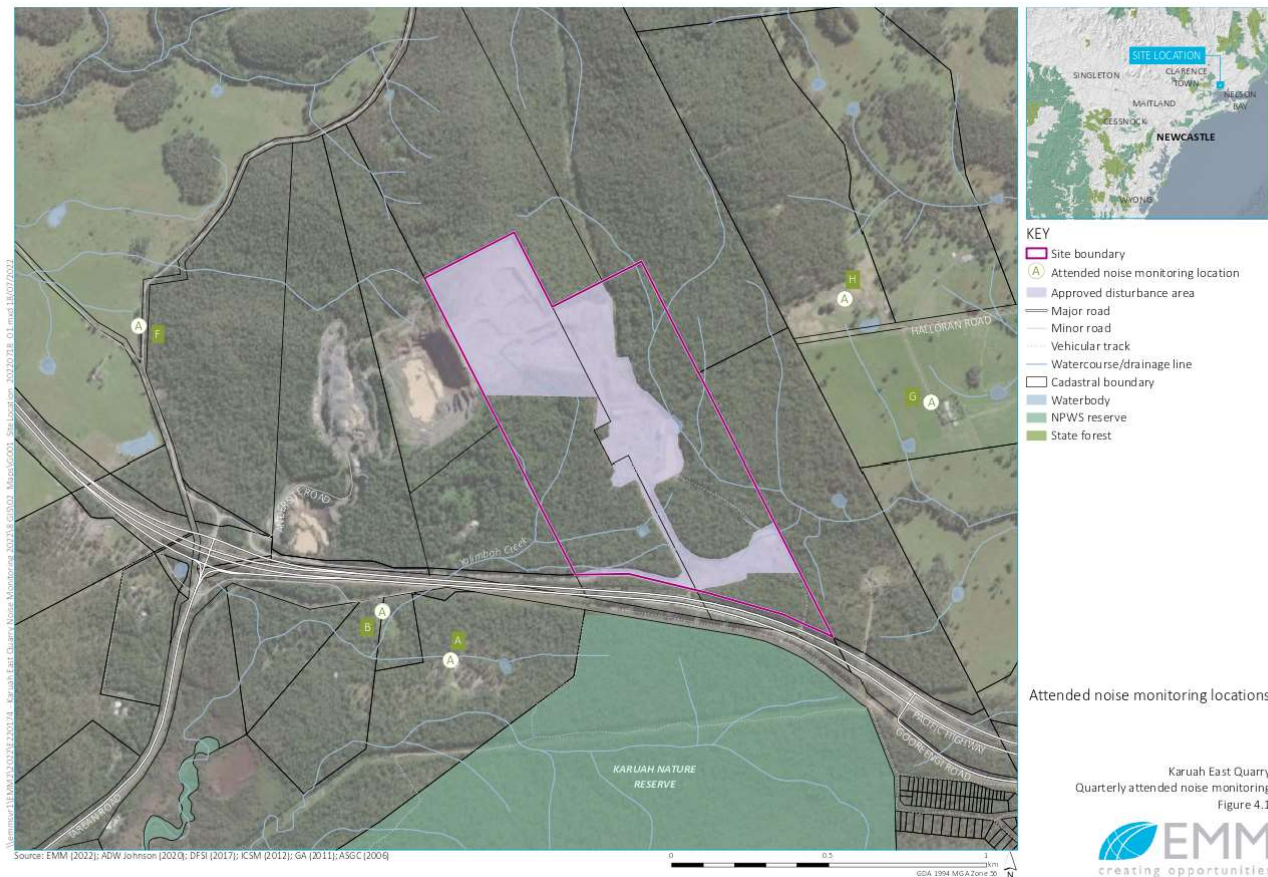 SITE LOCATION
SINGLETON
CLARENCE
TOWN
NELSON
BAY
MAITLAND
CESSNOCK
NEWCASTLE
WYONG
KEY
Site boundary
A Attended noise monitoring location
Approved disturbance area
Major road
Minor road
Vehicular track
Watercourse/drainage line
Cadastral boundary
Waterbody
NPWS reserve
State forest
H
A
HALLORAN ROAD
A
F
G
A
ROAD
Creek
A
B
A
A
PACIFIC HIGHWAY
KARUAH NATURE
RESERVE
TAREAN ROAD
Attended noise monitoring locations
Karuah East Quarry
Quarterly attended noise monitoring
Figure 4.1
EMM
creating opportunities
Source: EMM (2022); ADW Johnson (2020); DFSI (2017); ICSM (2012); GA (2011); ASGC (2006)
0
0.5
1
km
GDA 1994 MGA Zone 56
N